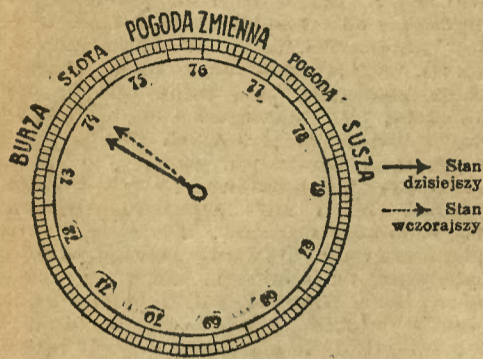 BURZA
SŁOTA
POGODA ZMIENNA
POGODA
SUSZA
73
74
75
76
77
78
79
67
68
69
70
71
72
Stan
dzisiejszy
Stan
wczorajszy